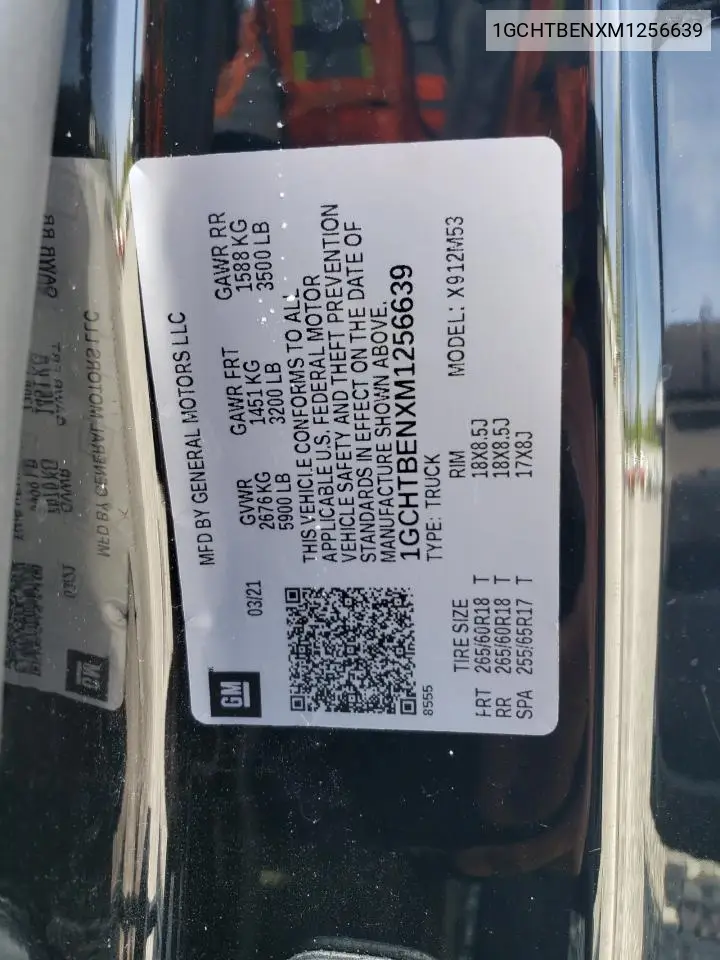 1GCHTBENXM1256639
MFD BY GENERAL MOTORS LLC
GM
03/21
GVWR GAWR FRT GAWR RR
2676 KG 1451 KG 1588 KG
5900 LB 3200 LB 3500 LB
THIS VEHICLE CONFORMS TO ALL
APPLICABLE U.S. FEDERAL MOTOR
VEHICLE SAFETY AND THEFT PREVENTION
STANDARDS IN EFFECT ON THE DATE OF
MANUFACTURE SHOWN ABOVE.
1GCHTBENXM1256639
8555
TYPE: TRUCK MODEL: X912M53
TIRE SIZE RIM
FRT 265/60R18 T 18X8.5J
RR 265/60R18 T 18X8.5J
SPA 255/65R17 T 17X8J